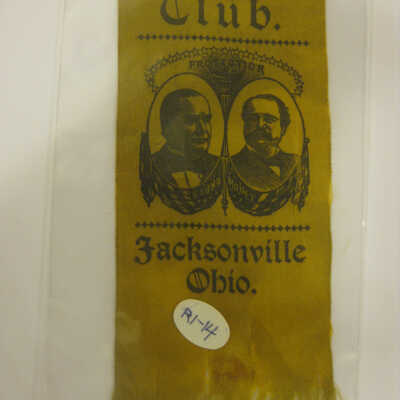 Club.
PROTECTION
Jacksonville
Ohio.
R1-14